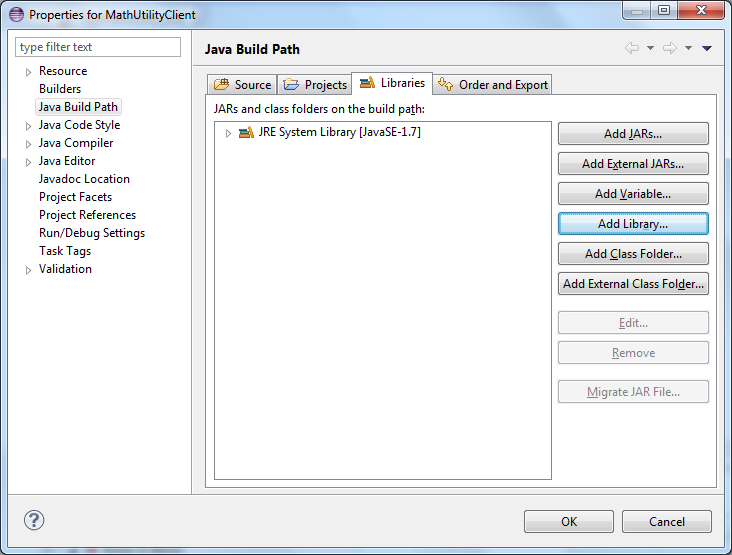 Properties for MathUtilityClient
type filter text
Resource
Builders
Java Build Path
Java Code Style
Java Compiler
Java Editor
Javadoc Location
Project Facets
Project References
Run/Debug Settings
Task Tags
Validation
Java Build Path
Source Projects Libraries Order and Export
JARs and class folders on the build path:
JRE System Library [JavaSE-1.7]
Add JARs...
Add External JARs...
Add Variable...
Add Library...
Add Class Folder...
Add External Class Folder...
Edit...
Remove
Migrate JAR File...
?
OK Cancel